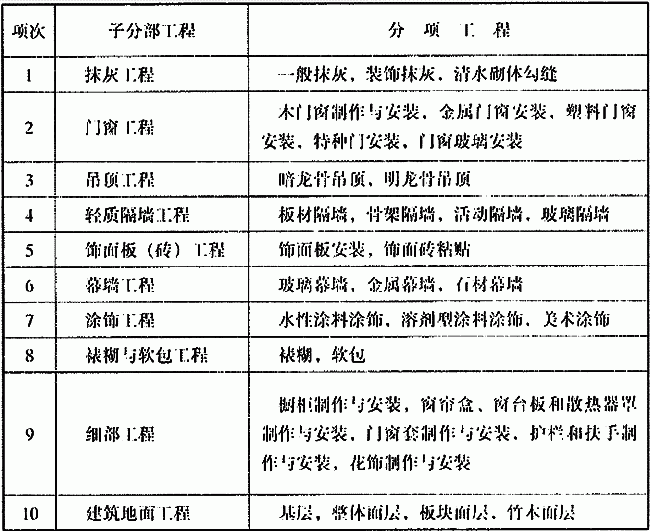 项次 子分部工程 分项工程
1 抹灰工程 一般抹灰，装饰抹灰，清水砌体勾缝
2 门窗工程 木门窗制作与安装，金属门窗安装，塑料门窗
安装，特种门安装，门窗玻璃安装
3 吊顶工程 暗龙骨吊顶，明龙骨吊顶
4 轻质隔墙工程 板材隔墙，骨架隔墙，活动隔墙，玻璃隔墙
5 饰面板（砖）工程 饰面板安装，饰面砖粘贴
6 幕墙工程 玻璃幕墙，金属幕墙，石材幕墙
7 涂饰工程 水性涂料涂饰，溶剂型涂料涂饰，美术涂饰
8 裱糊与软包工程 裱糊，软包
9 细部工程 橱柜制作与安装，窗帘盒、窗台板和散热器罩
制作与安装，门窗套制作与安装，护栏和扶手制
作与安装，花饰制作与安装
10 建筑地面工程 基层，整体面层，板块面层，竹木面层